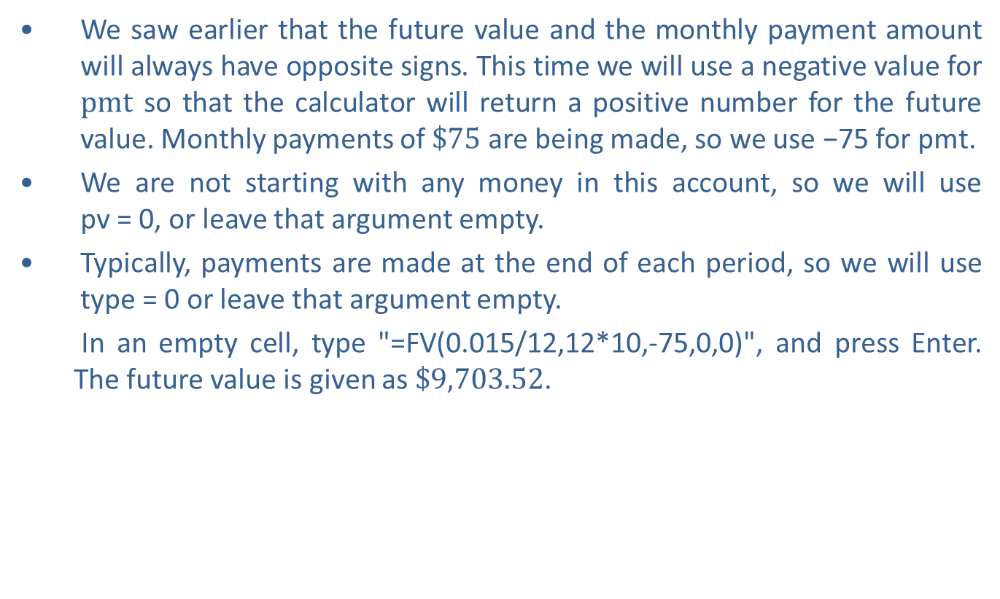 • We saw earlier that the future value and the monthly payment amount
will always have opposite signs. This time we will use a negative value for
pmt so that the calculator will return a positive number for the future
value. Monthly payments of $75 are being made, so we use −75 for pmt.
• We are not starting with any money in this account, so we will use
pv = 0, or leave that argument empty.
• Typically, payments are made at the end of each period, so we will use
type = 0 or leave that argument empty.
In an empty cell, type "=FV(0.015/12,12*10,-75,0,0)", and press Enter.
The future value is given as $9,703.52.